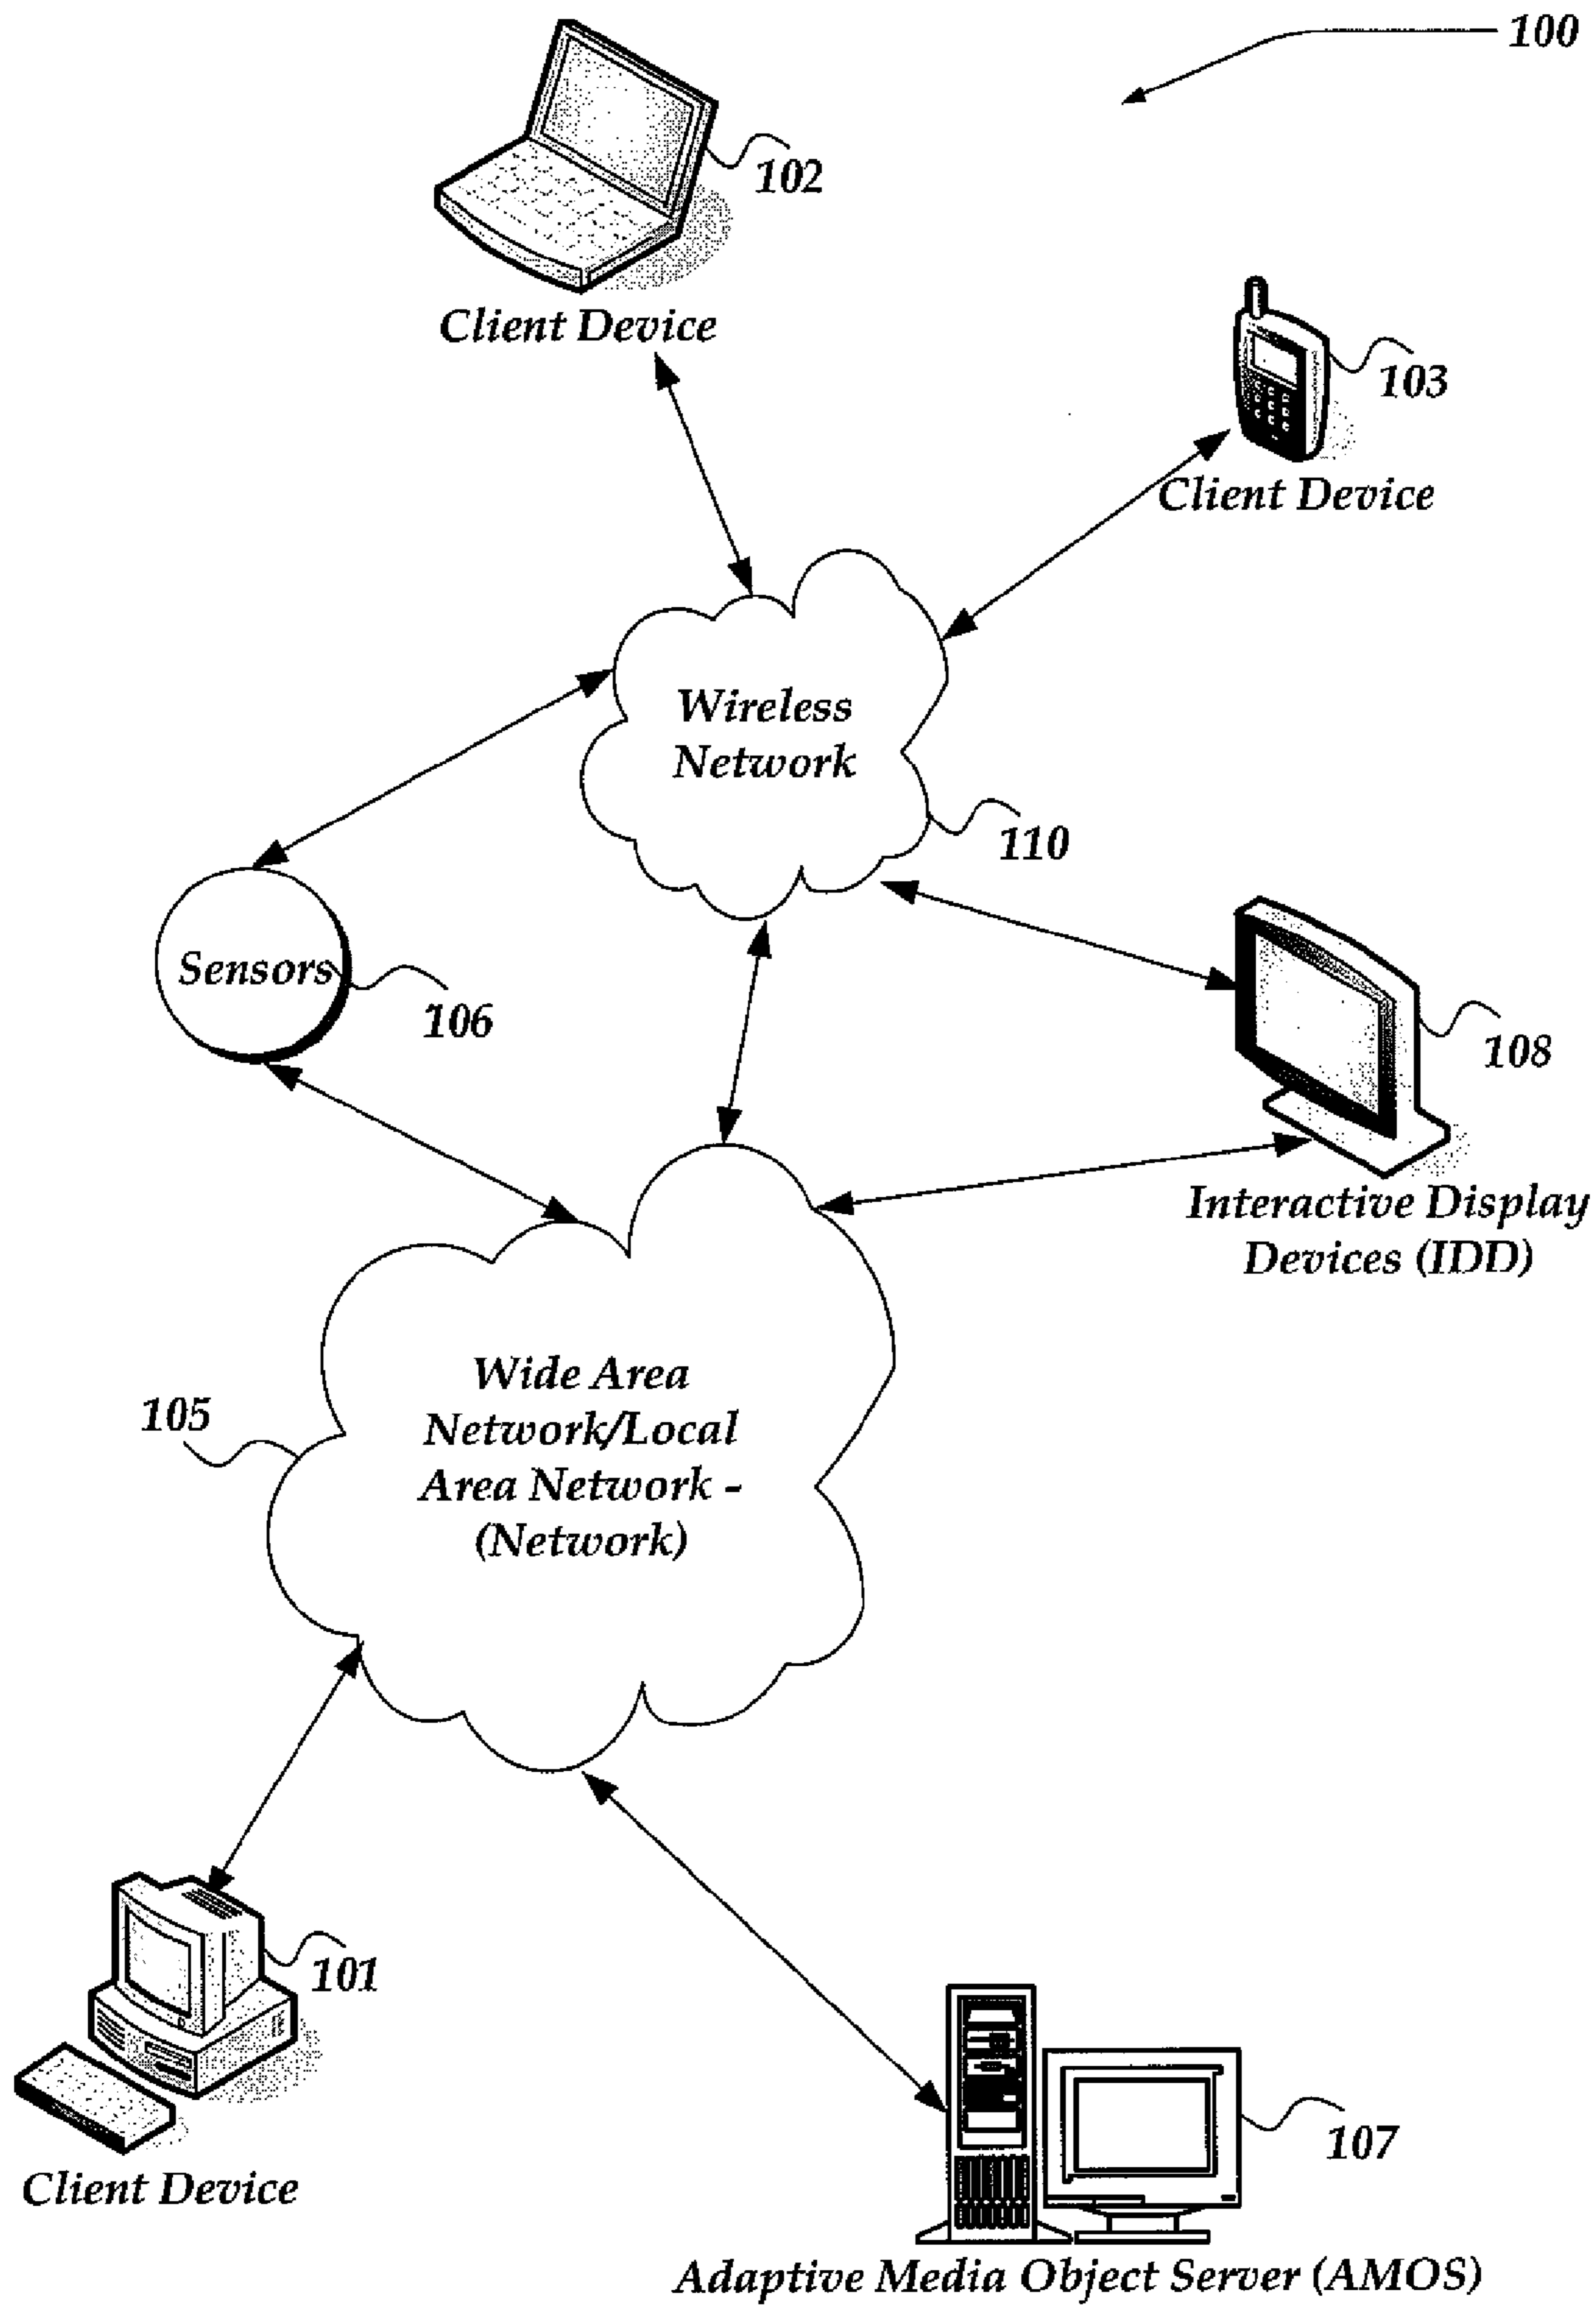 100
102
Client Device
103
Client Device
Wireless
Network
110
Sensors
106
108
Interactive Display
Devices (IDD)
Wide Area
Network/Local
Area Network -
(Network)
105
101
Client Device
107
Adaptive Media Object Server (AMOS)